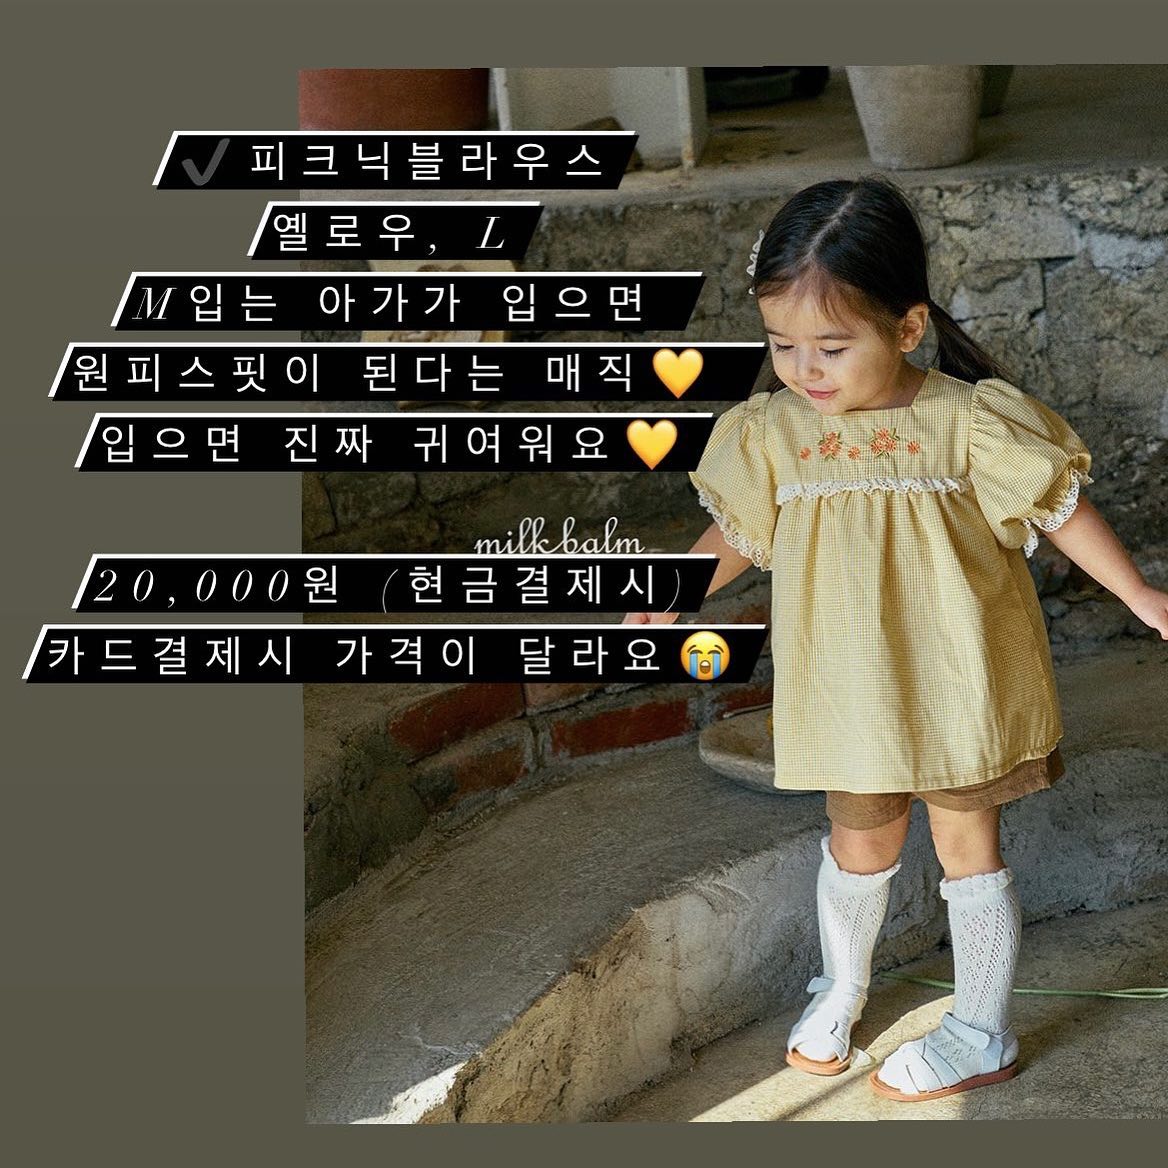 ✔️ 피크닉블라우스
옐로우, L
M입는 아가가 입으면
원피스핏이 된다는 매직💛
입으면 진짜 귀여워요💛
milk balm
20,000원 (현금결제시)
카드결제시 가격이 달라요😭